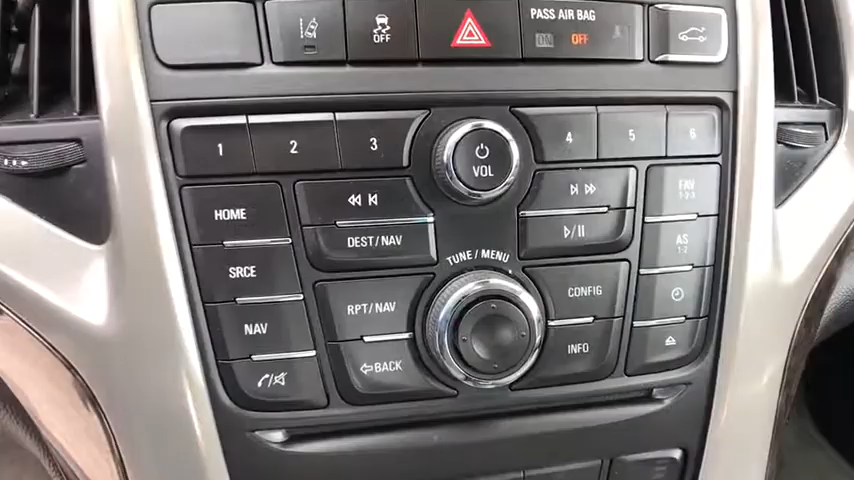 OFF
PASS AIR BAG
ON OFF
1
2
3
VOL
4
5
6
HOME
SRCE
NAV
DEST/NAV
TUNE / MENU
RPT/NAV
BACK
CONFIG
INFO
FAV
1-2-3
AS
1-2